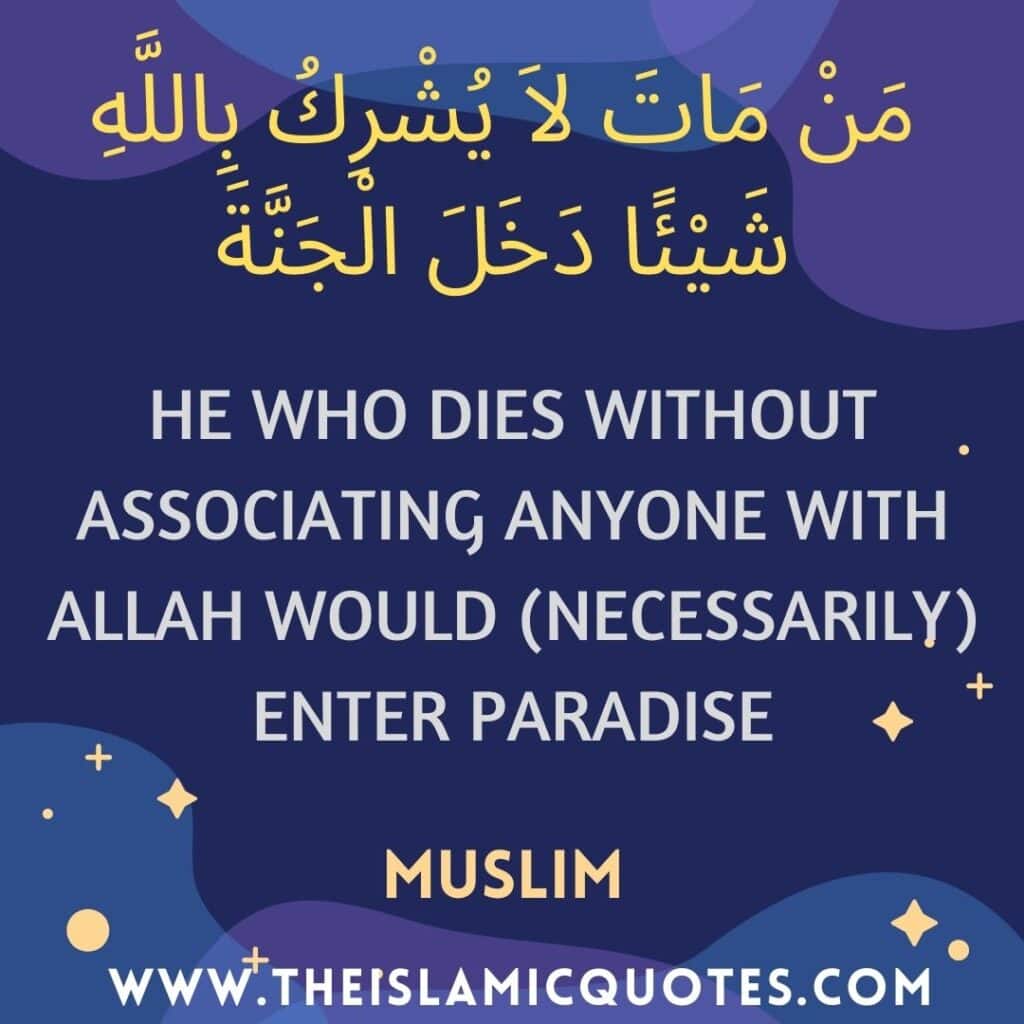 مَنْ مَاتَ لاَ يُشْرِكُ بِاللَّهِ
شَيْئًا دَخَلَ الْجَنَّةَ
HE WHO DIES WITHOUT
ASSOCIATING ANYONE WITH
ALLAH WOULD (NECESSARILY)
ENTER PARADISE
MUSLIM
WWW.THEISLAMICQUOTES.COM